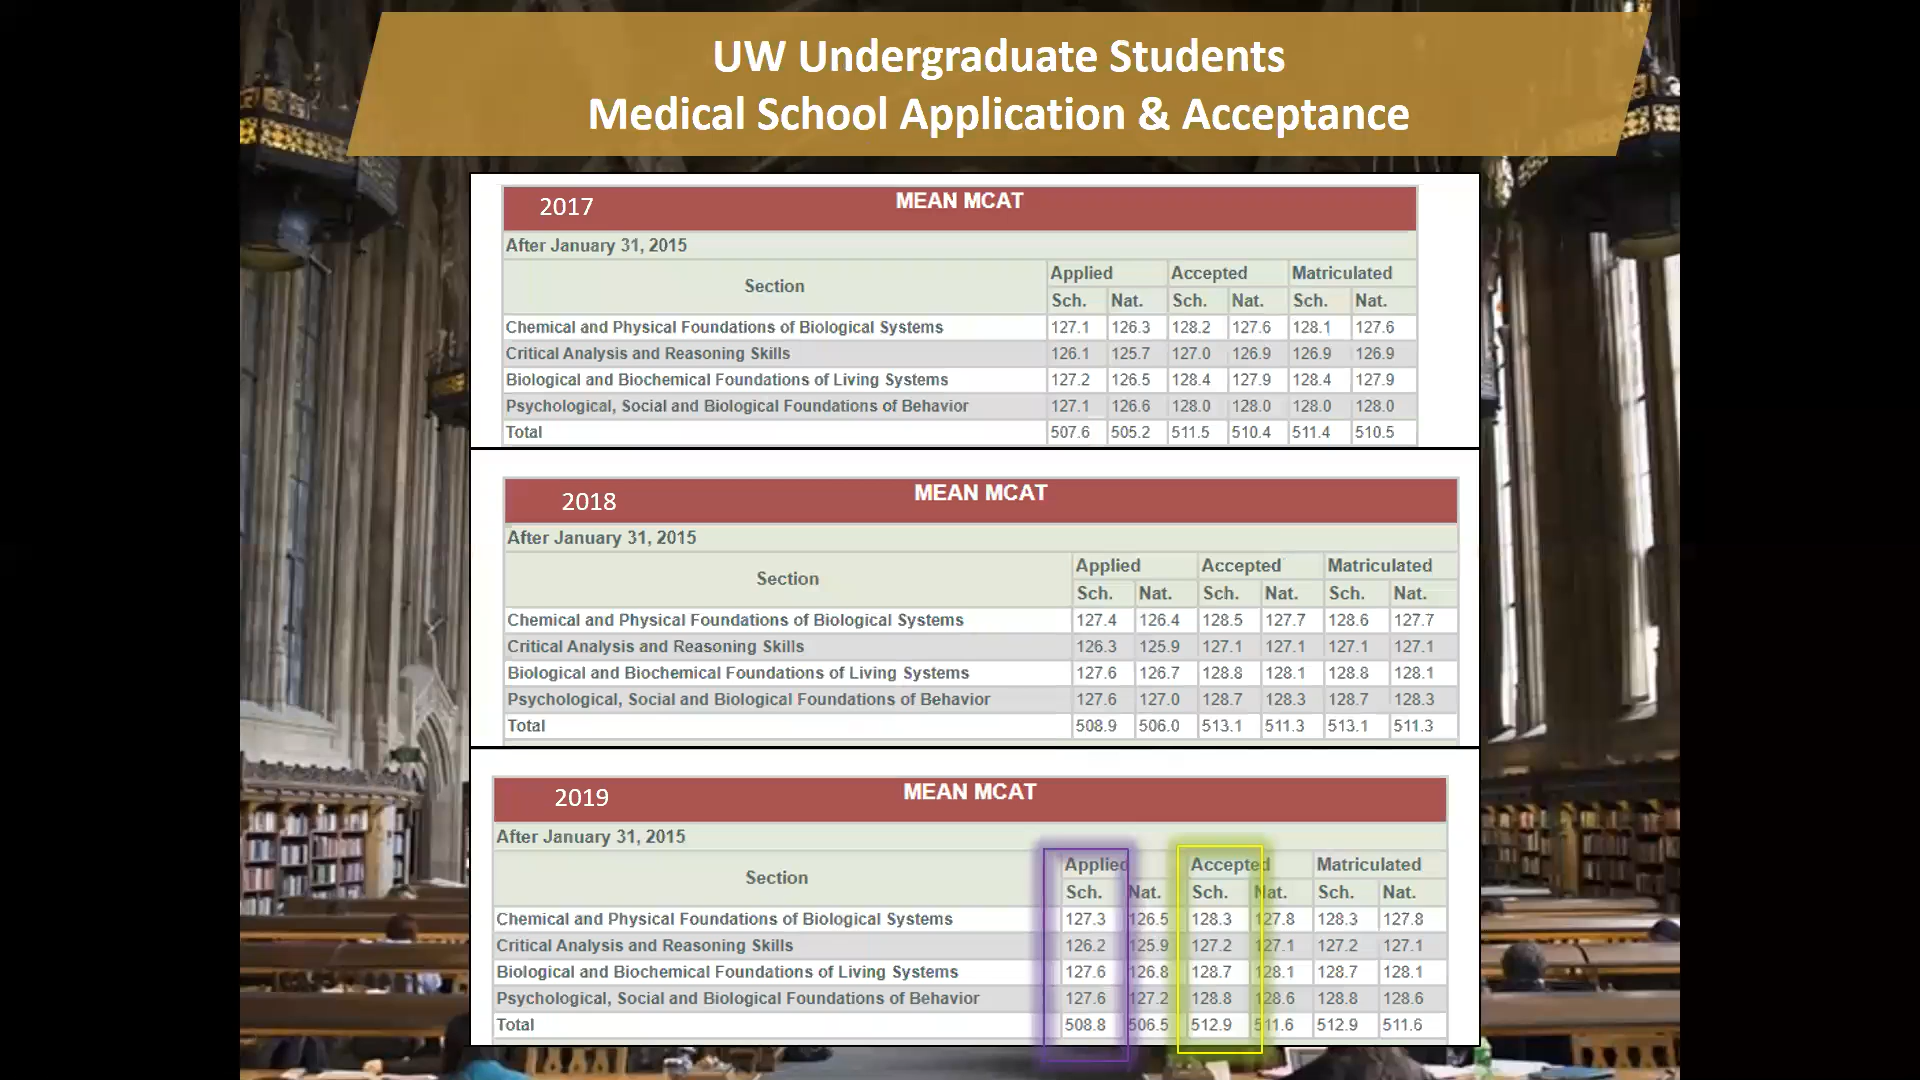 UW Undergraduate Students
Medical School Application & Acceptance
2017 MEAN MCAT
After January 31, 2015
Section Applied Accepted Matriculated
Sch. Nat. Sch. Nat. Sch. Nat.
Chemical and Physical Foundations of Biological Systems 127.1 126.3 128.2 127.6 128.1 127.6
Critical Analysis and Reasoning Skills 126.1 125.7 127.0 126.9 126.9 126.9
Biological and Biochemical Foundations of Living Systems 127.2 126.5 128.4 127.9 128.4 127.9
Psychological, Social and Biological Foundations of Behavior 127.1 126.6 128.0 128.0 128.0 128.0
Total 507.6 505.2 511.5 510.4 511.4 510.5
2018 MEAN MCAT
After January 31, 2015
Section Applied Accepted Matriculated
Sch. Nat. Sch. Nat. Sch. Nat.
Chemical and Physical Foundations of Biological Systems 127.4 126.4 128.5 127.7 128.6 127.7
Critical Analysis and Reasoning Skills 126.3 125.9 127.1 127.1 127.1 127.1
Biological and Biochemical Foundations of Living Systems 127.6 126.7 128.8 128.1 128.8 128.1
Psychological, Social and Biological Foundations of Behavior 127.6 127.0 128.7 128.3 128.7 128.3
Total 508.9 506.0 513.1 511.3 513.1 511.3
2019 MEAN MCAT
After January 31, 2015
Section Applied Accepted Matriculated
Sch. Nat. Sch. Nat. Sch. Nat.
Chemical and Physical Foundations of Biological Systems 127.3 126.5 128.3 127.8 128.3 127.8
Critical Analysis and Reasoning Skills 126.2 125.9 127.2 127.1 127.2 127.1
Biological and Biochemical Foundations of Living Systems 127.6 126.8 128.7 128.1 128.7 128.1
Psychological, Social and Biological Foundations of Behavior 127.6 127.2 128.8 128.6 128.8 128.6
Total 508.8 506.5 512.9 511.6 512.9 511.6